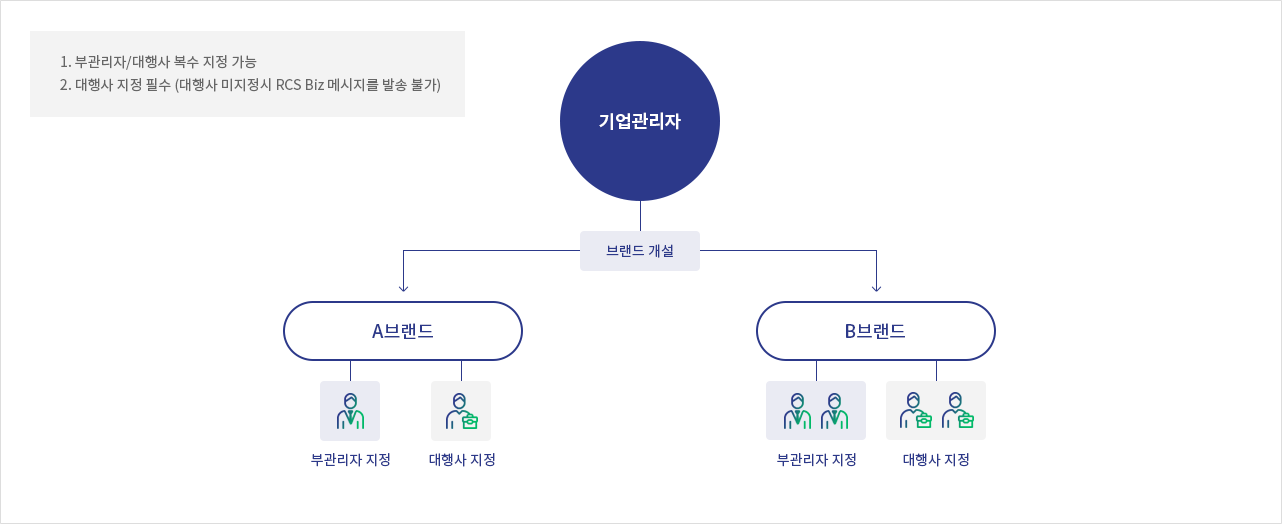 1. 부관리자/대행사 복수 지정 가능
2. 대행사 지정 필수 (대행사 미지정시 RCS Biz 메시지를 발송 불가)
기업관리자
브랜드 개설
A브랜드
B브랜드
부관리자 지정
대행사 지정
부관리자 지정
대행사 지정